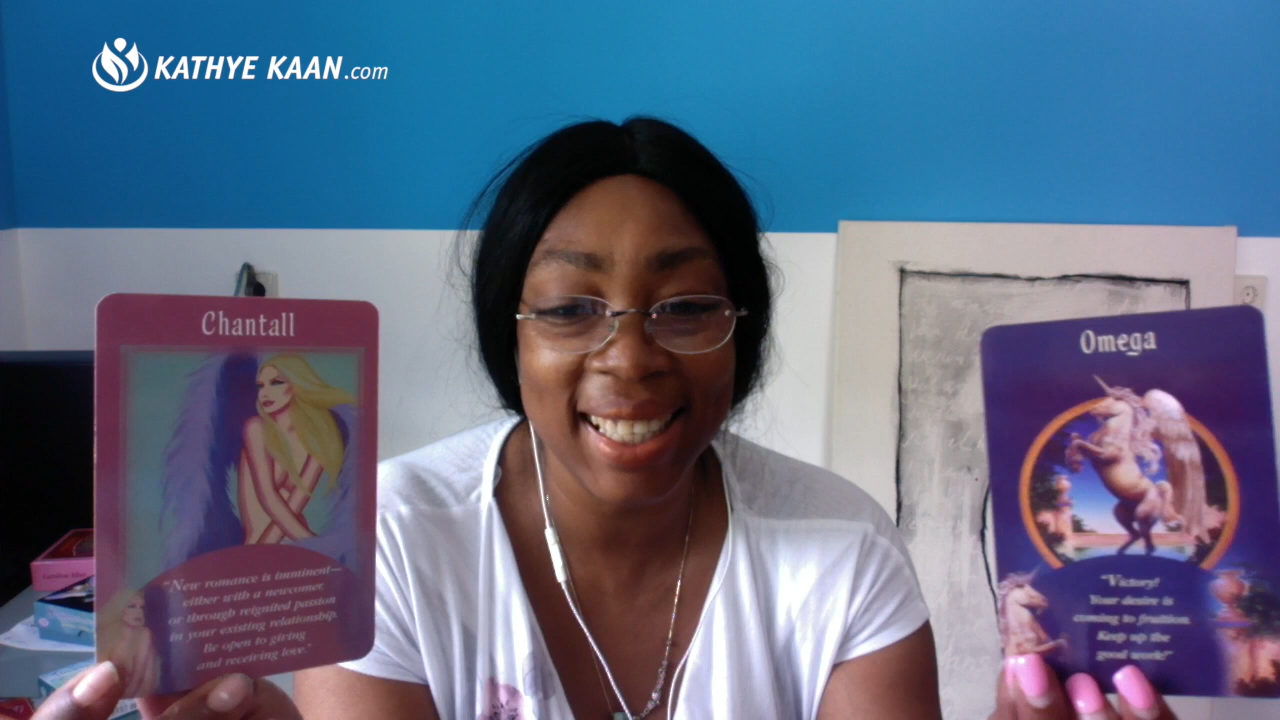 KATHYE KAAN.com
Chantall
"New romance is imminent—
either with a newcomer
or through reignited passion
in your existing relationship.
Be open to giving
and receiving love."
Omega
"Victory!
Your desire is
coming to fruition.
Keep up the
good work!"